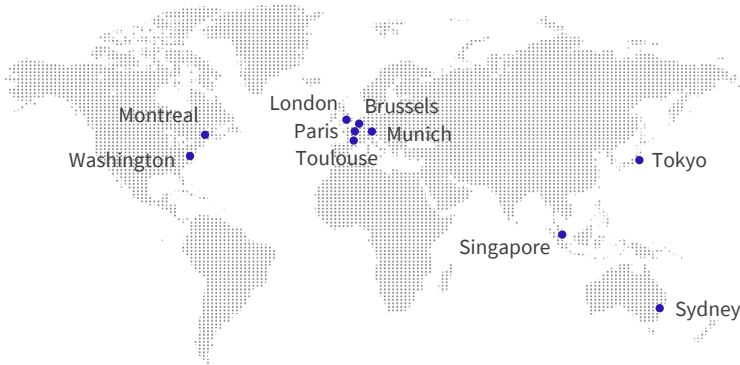 London
Brussels
Montreal
Paris
Munich
Washington
Toulouse
Tokyo
Singapore
Sydney